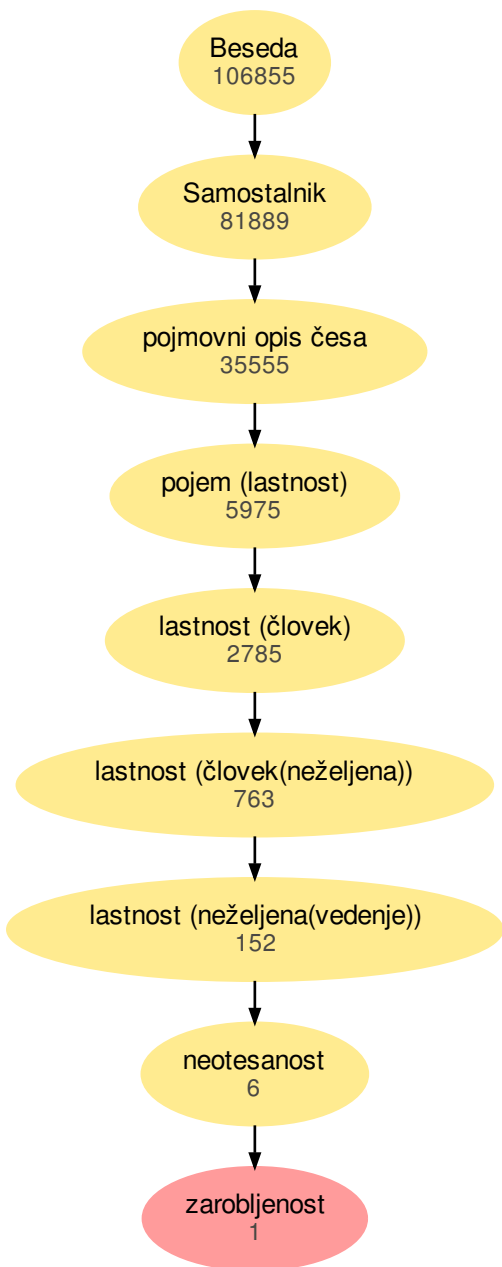 Beseda
106855
Samostalnik
81889
pojmovni opis česa
35555
pojem (lastnost)
5975
lastnost (človek)
2785
lastnost (človek(neželjena))
763
lastnost (neželjena(vedenje))
152
neotesanost
6
zarobljenost
1